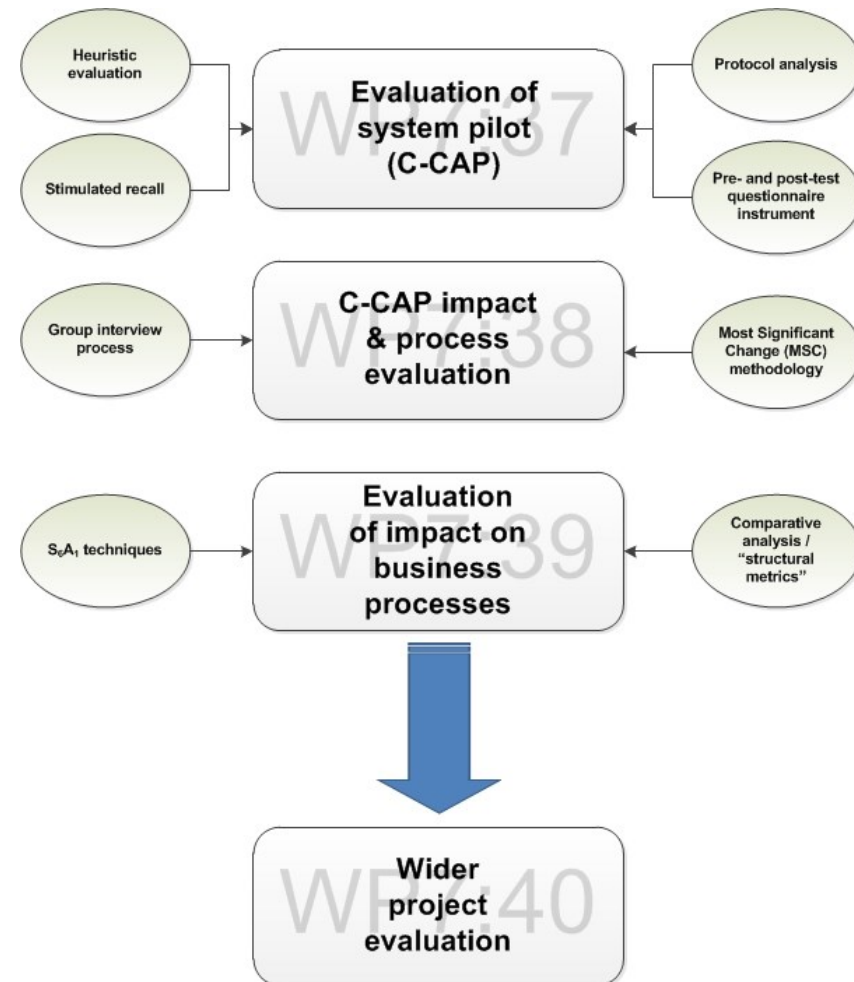 Heuristic
evaluation
Stimulated recall
WP7:37
Evaluation of
system pilot
(C-CAP)
Protocol analysis
Pre- and post-test
questionnaire
instrument
Group interview
process
WP7:38
C-CAP impact
& process
evaluation
Most Significant
Change (MSC)
methodology
S₆A₁ techniques
WP7:39
Evaluation
of impact on
business
processes
Comparative
analysis /
“structural
metrics”
WP7:40
Wider
project
evaluation